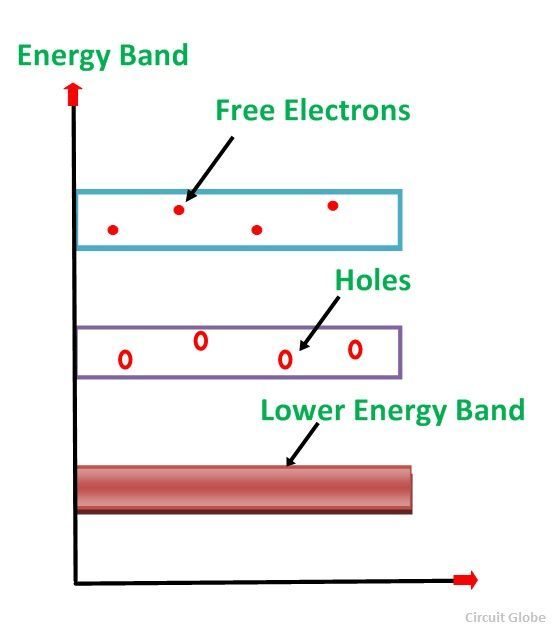 Energy Band
Free Electrons
Holes
Lower Energy Band
Circuit Globe